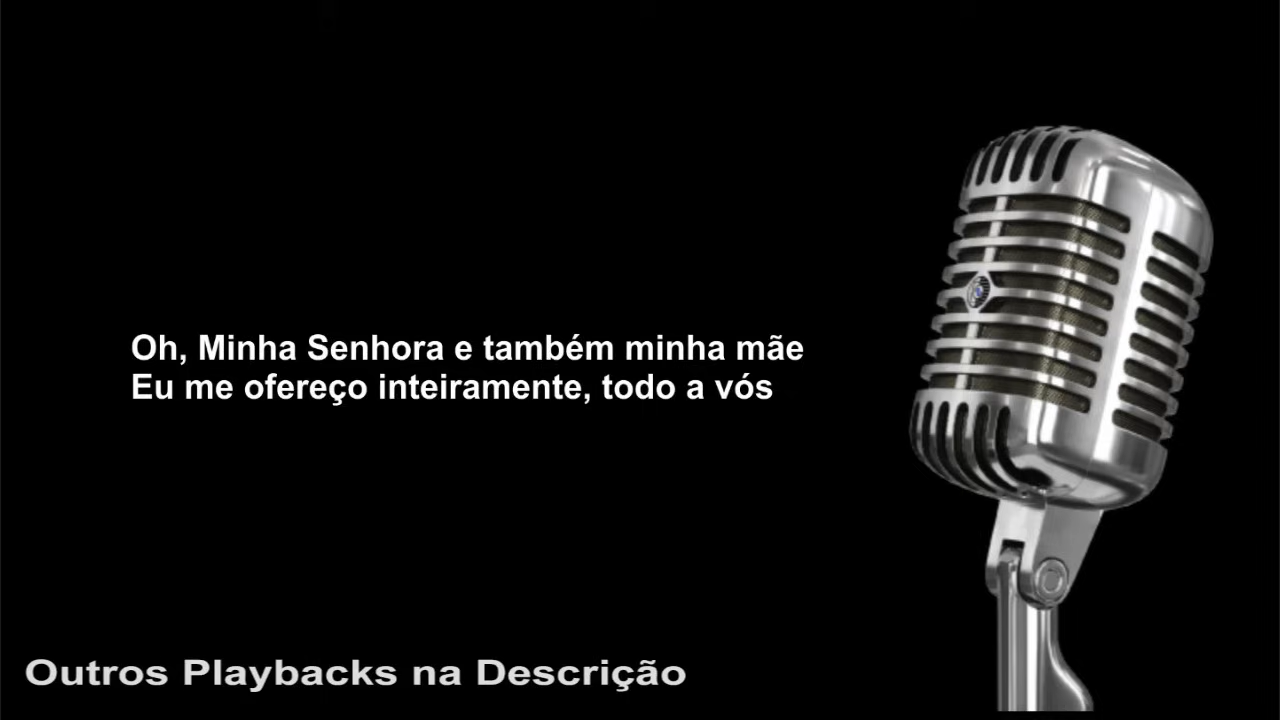 Oh, Minha Senhora e também minha mãe
Eu me ofereço inteiramente, todo a vós
Outros Playbacks na Descrição